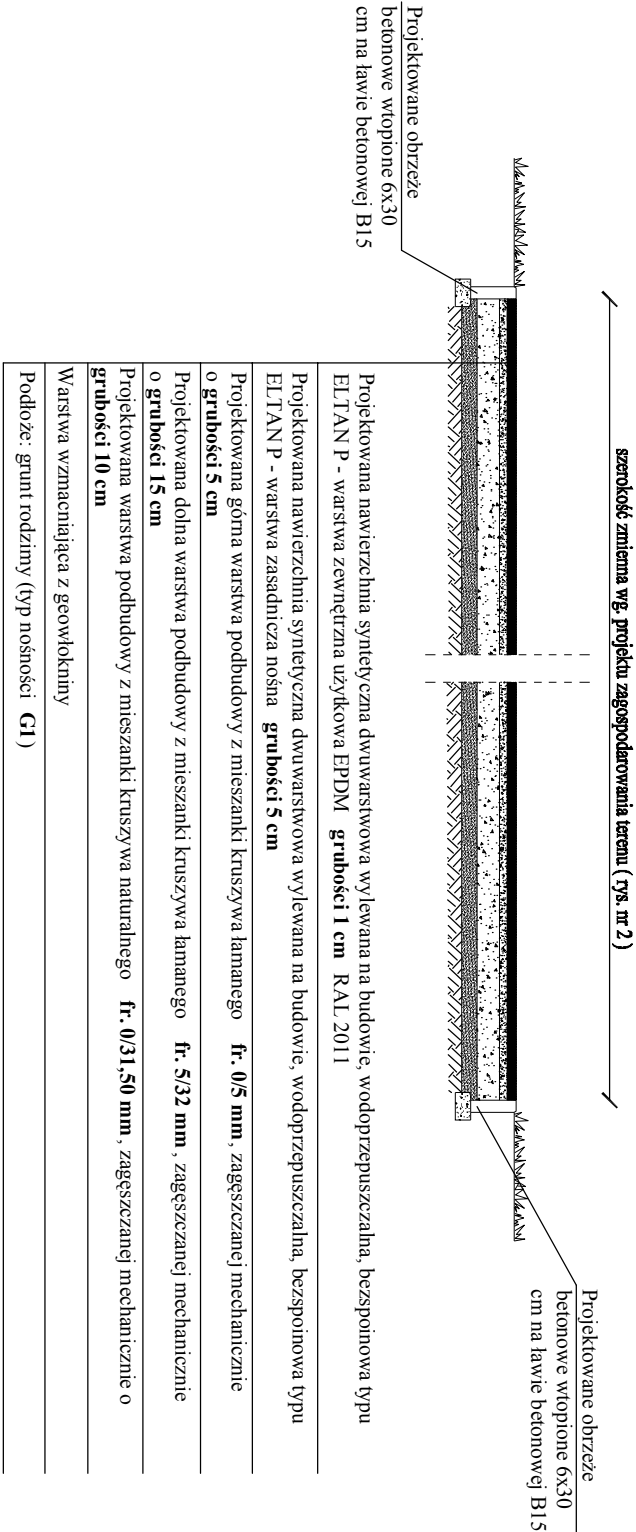 szerokość zmienna wg. projektu zagospodarowania terenu ( rys. nr 2 )
Projektowane obrzeże
betonowe wtopione 6x30
cm na ławie betonowej B15
Projektowane obrzeże
betonowe wtopione 6x30
cm na ławie betonowej B15
Projektowana nawierzchnia syntetyczna dwuwarstwowa wylewana na budowie, wodoprzepuszczalna, bezspoinowa typu
ELTAN P - warstwa zewnętrzna użytkowa EPDM grubości 1 cm RAL 2011
Projektowana nawierzchnia syntetyczna dwuwarstwowa wylewana na budowie, wodoprzepuszczalna, bezspoinowa typu
ELTAN P - warstwa zasadnicza nośna grubości 5 cm
Projektowana górna warstwa podbudowy z mieszanki kruszywa łamanego fr. 0/5 mm , zagęszczanej mechanicznie
o grubości 5 cm
Projektowana dolna warstwa podbudowy z mieszanki kruszywa łamanego fr. 5/32 mm , zagęszczanej mechanicznie
o grubości 15 cm
Projektowana warstwa podbudowy z mieszanki kruszywa naturalnego fr. 0/31,50 mm , zagęszczanej mechanicznie o
grubości 10 cm
Warstwa wzmacniająca z geowłokniny
Podłoże: grunt rodzimy (typ nośności G1)